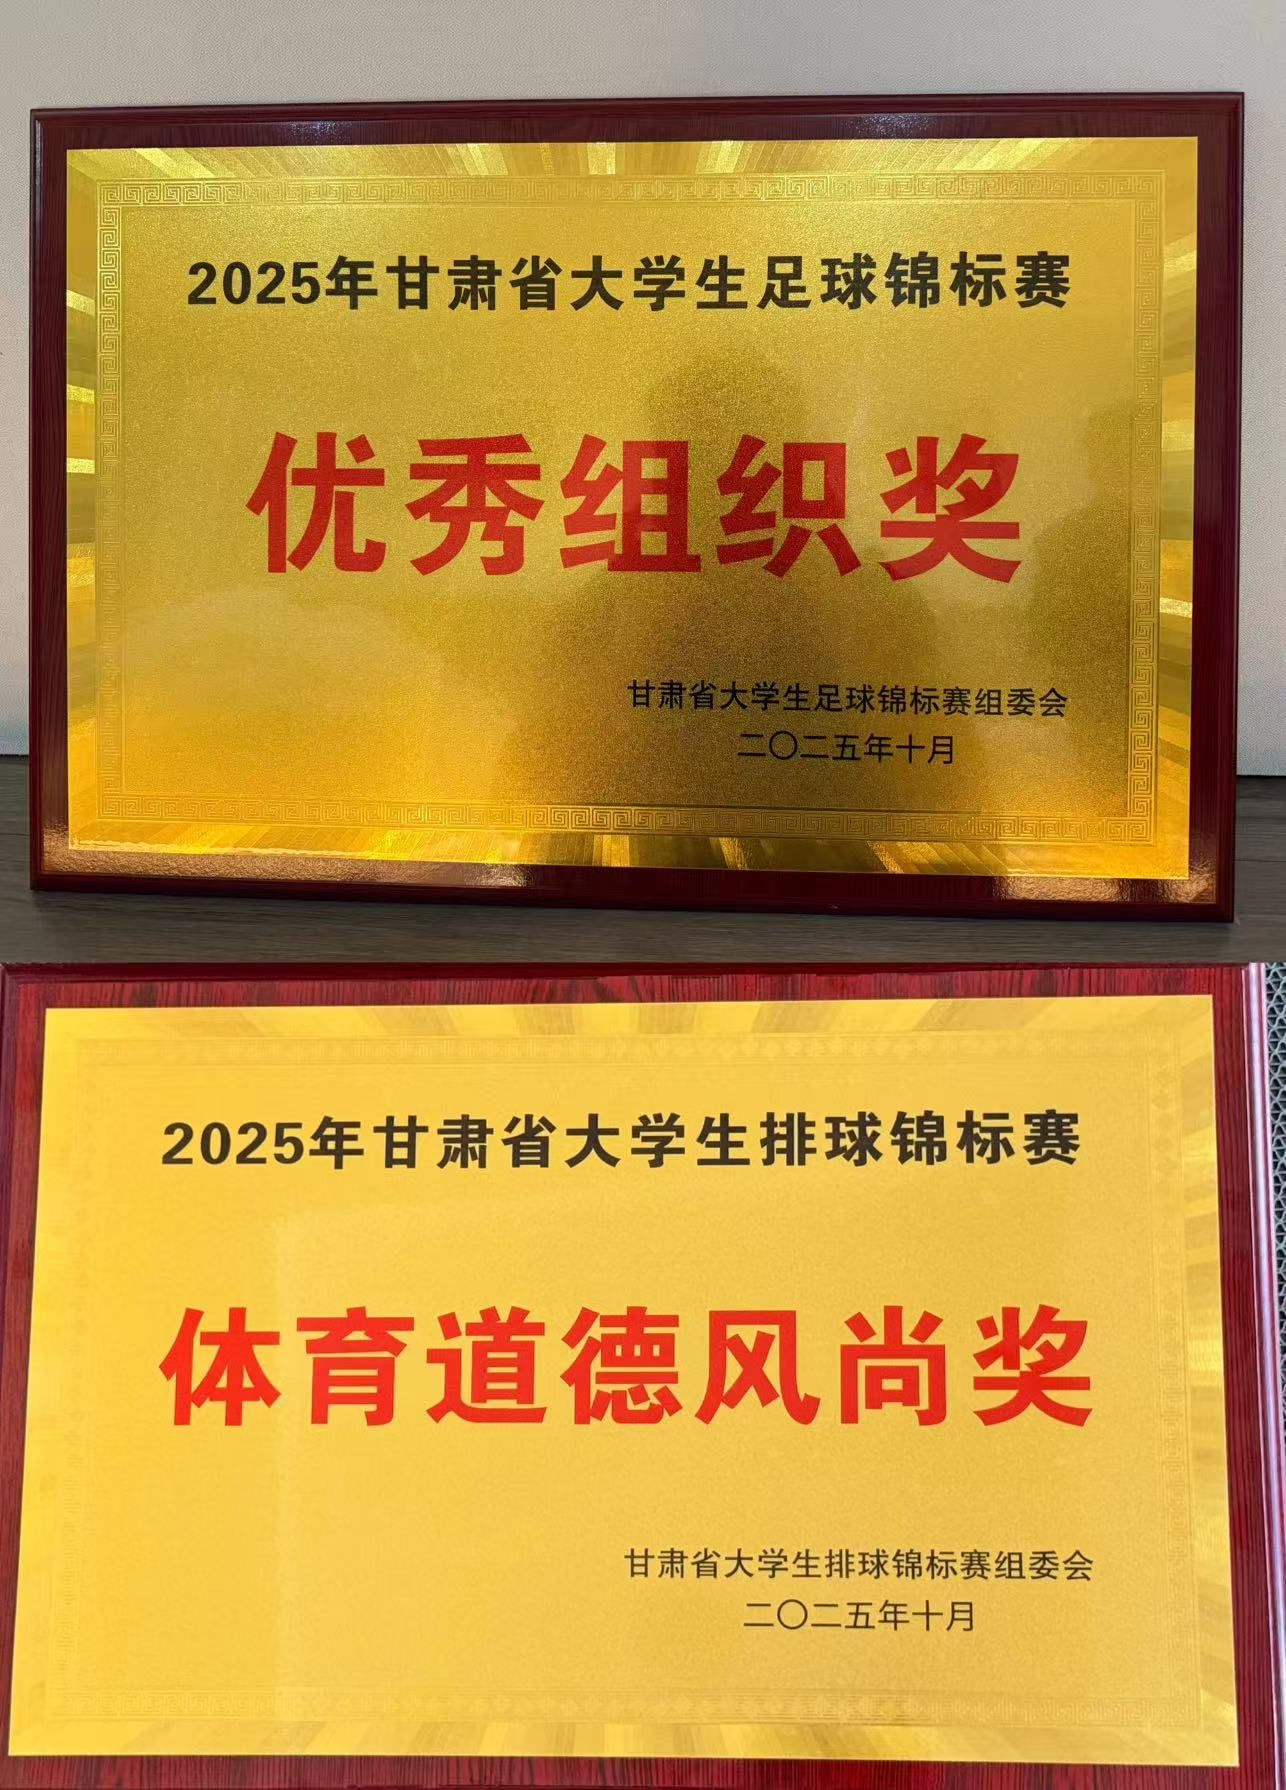 2025年甘肃省大学生足球锦标赛
优秀组织奖
甘肃省大学生足球锦标赛组委会
二〇二五年十月
2025年甘肃省大学生排球锦标赛
体育道德风尚奖
甘肃省大学生排球锦标赛组委会
二〇二五年十月